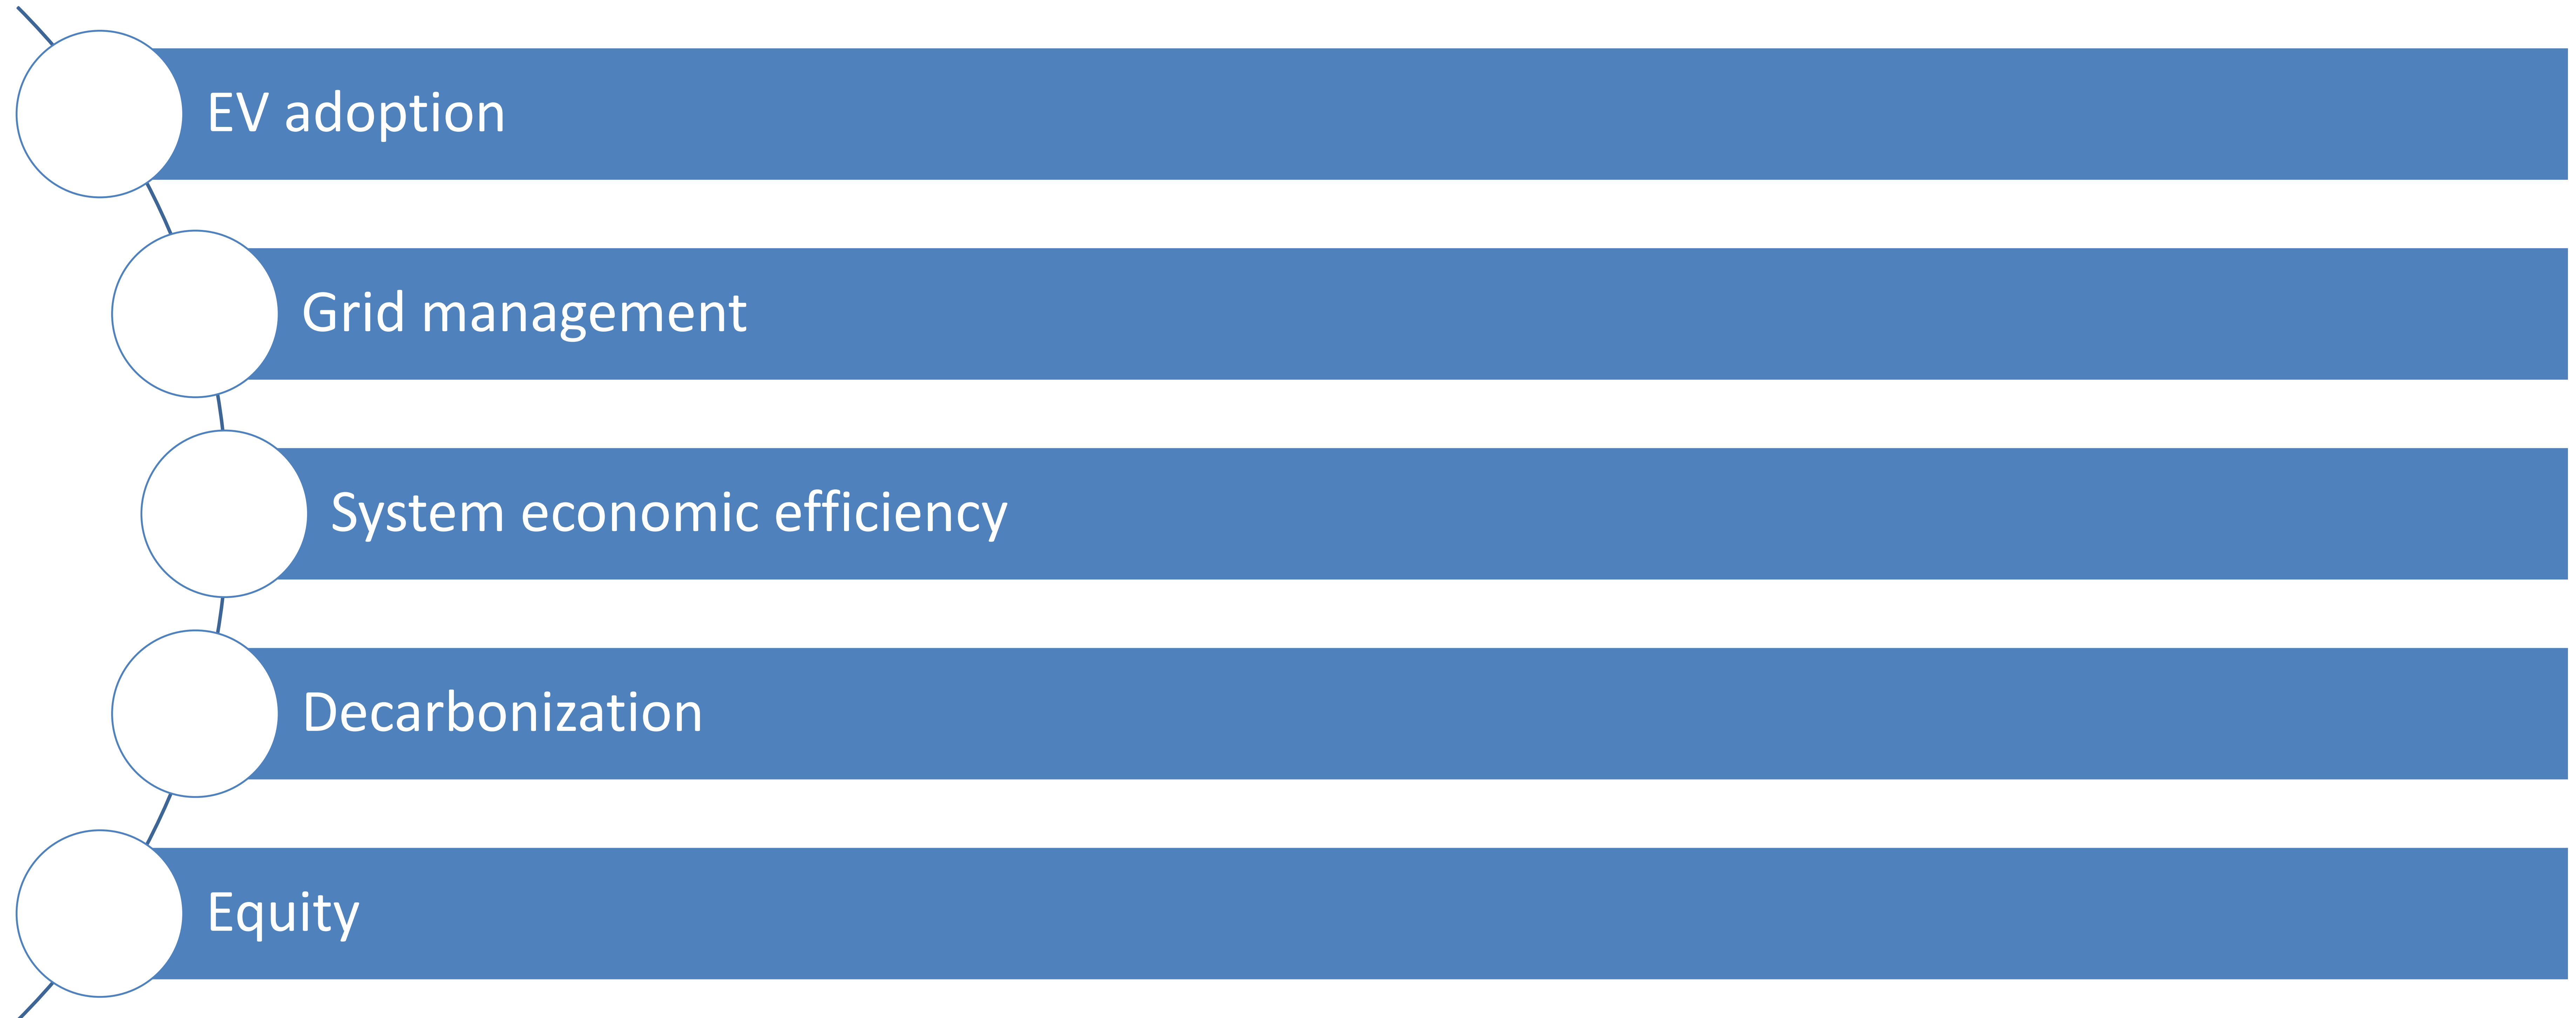 EV adoption
Grid management
System economic efficiency
Decarbonization
Equity